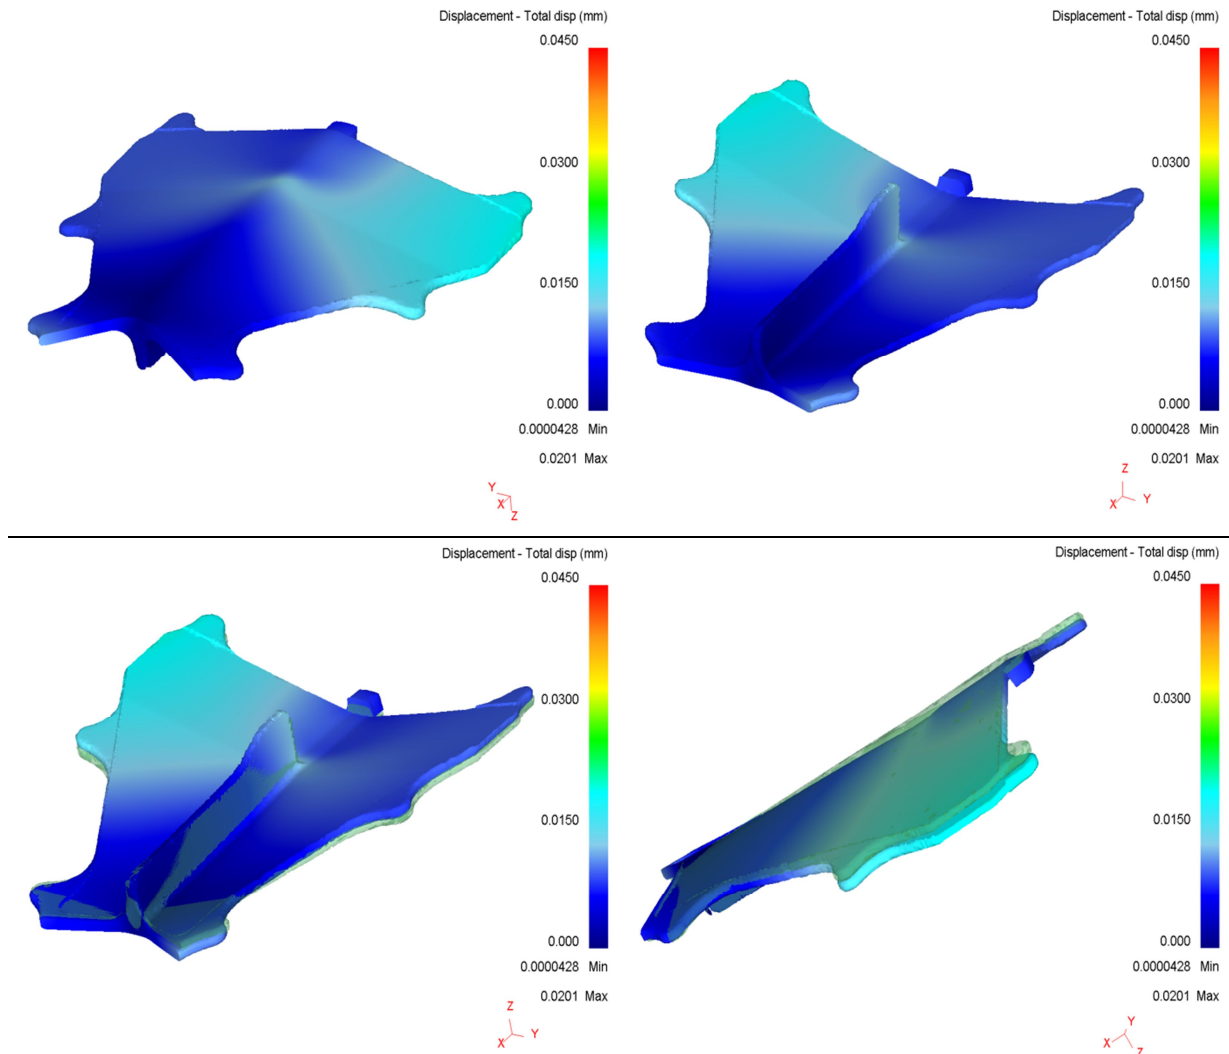 Displacement - Total disp (mm)
0.0450
0.0300
0.0150
0.000
0.0000428 Min
0.0201 Max
Y
X
Z
Displacement - Total disp (mm)
0.0450
0.0300
0.0150
0.000
0.0000428 Min
0.0201 Max
Z
X
Y
Displacement - Total disp (mm)
0.0450
0.0300
0.0150
0.000
0.0000428 Min
0.0201 Max
Z
X
Y
Displacement - Total disp (mm)
0.0450
0.0300
0.0150
0.000
0.0000428 Min
0.0201 Max
Y
X
Z